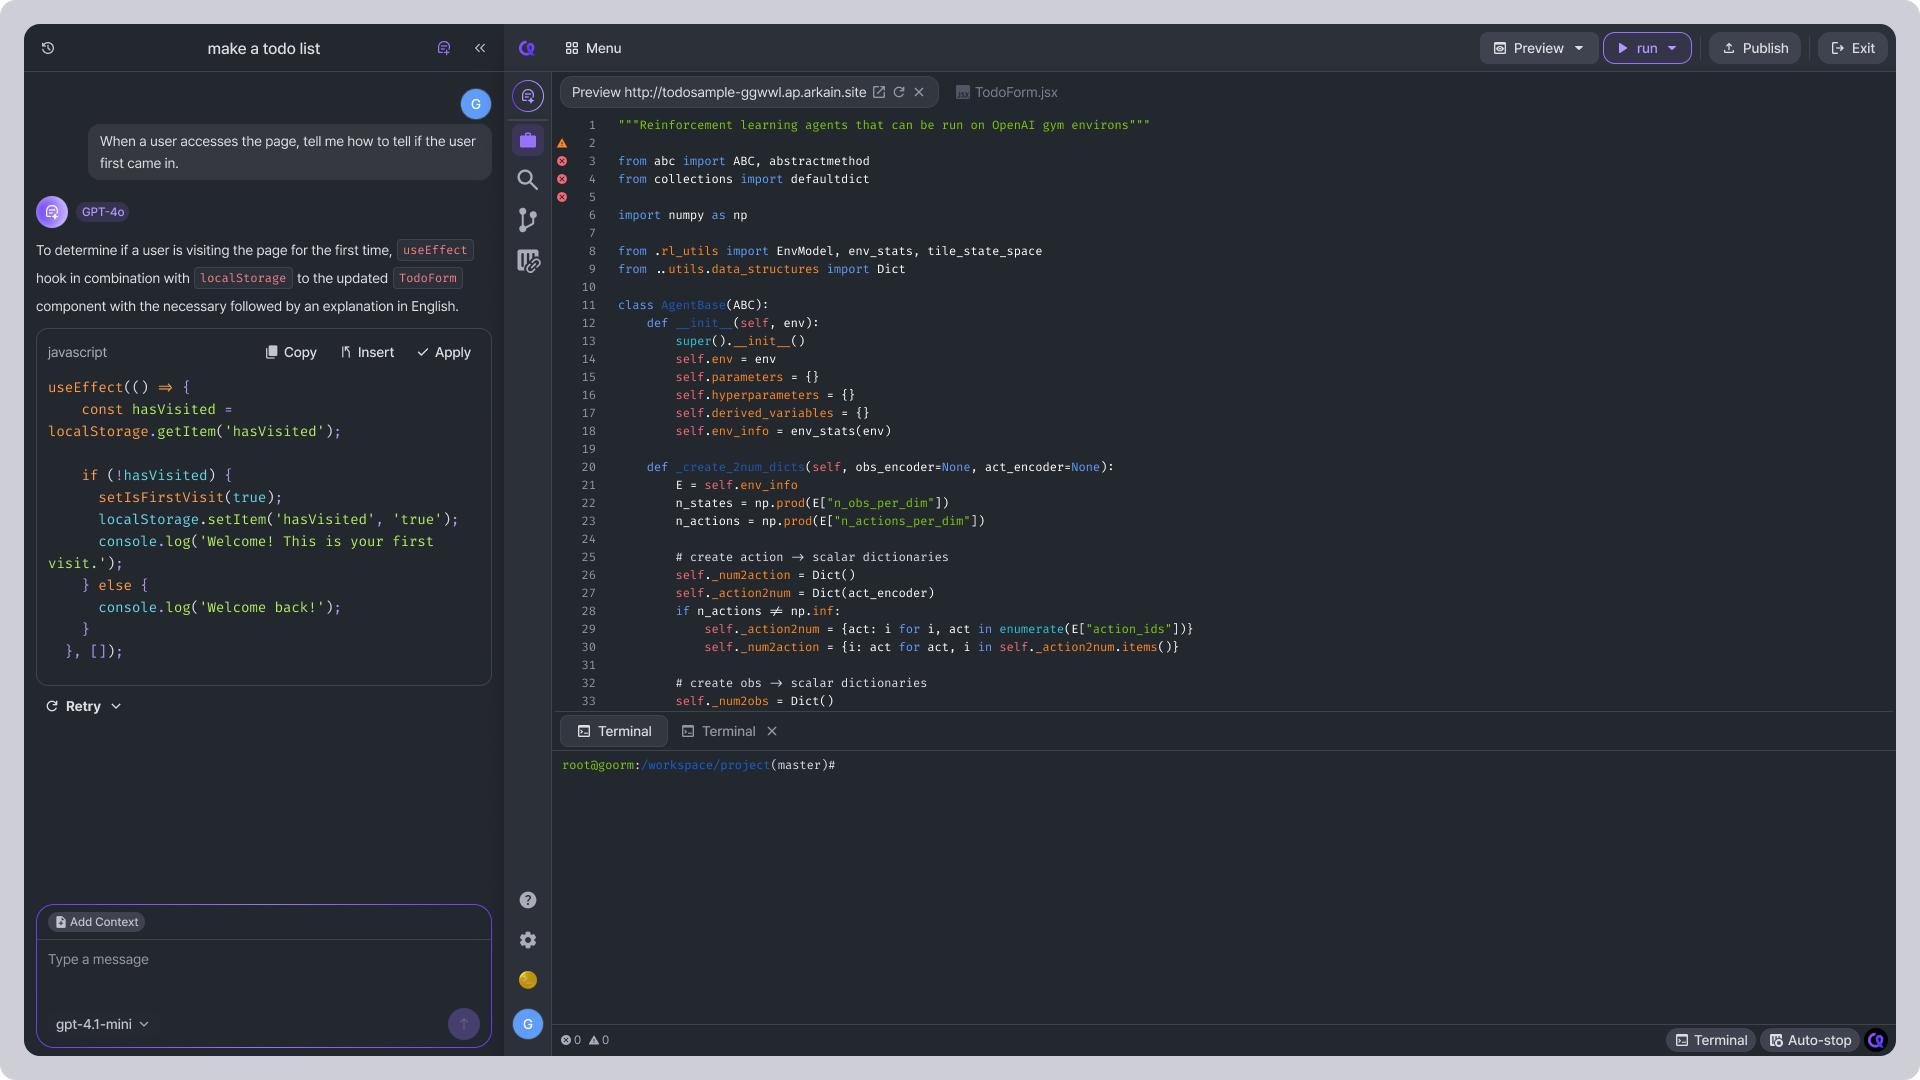 make a todo list
Menu
Preview
run
Publish
Exit
G
When a user accesses the page, tell me how to tell if the user
first came in.
GPT-4o
To determine if a user is visiting the page for the first time, useEffect
hook in combination with localStorage to the updated TodoForm
component with the necessary followed by an explanation in English.
javascript
Copy
Insert
Apply
useEffect(() => {
    const hasVisited =
localStorage.getItem('hasVisited');
    if (!hasVisited) {
      setIsFirstVisit(true);
      localStorage.setItem('hasVisited', 'true');
      console.log('Welcome! This is your first
visit.');
    } else {
      console.log('Welcome back!');
    }
  }, []);
Retry
Add Context
Type a message
gpt-4.1-mini
G
Preview http://todosample-ggwwl.ap.arkain.site
JSX TodoForm.jsx
1 """Reinforcement learning agents that can be run on OpenAI gym environs"""
2
3 from abc import ABC, abstractmethod
4 from collections import defaultdict
5
6 import numpy as np
7
8 from .rl_utils import EnvModel, env_stats, tile_state_space
9 from ..utils.data_structures import Dict
10
11 class AgentBase(ABC):
12     def __init__(self, env):
13         super().__init__()
14         self.env = env
15         self.parameters = {}
16         self.hyperparameters = {}
17         self.derived_variables = {}
18         self.env_info = env_stats(env)
19
20     def _create_2num_dicts(self, obs_encoder=None, act_encoder=None):
21         E = self.env_info
22         n_states = np.prod(E["n_obs_per_dim"])
23         n_actions = np.prod(E["n_actions_per_dim"])
24
25         # create action -> scalar dictionaries
26         self._num2action = Dict()
27         self._action2num = Dict(act_encoder)
28         if n_actions != np.inf:
29             self._action2num = {act: i for i, act in enumerate(E["action_ids"])}
30             self._num2action = {i: act for act, i in self._action2num.items()}
31
32         # create obs -> scalar dictionaries
33         self._num2obs = Dict()
Terminal
Terminal
root@goorm:/workspace/project(master)#
0 0
Terminal
Auto-stop